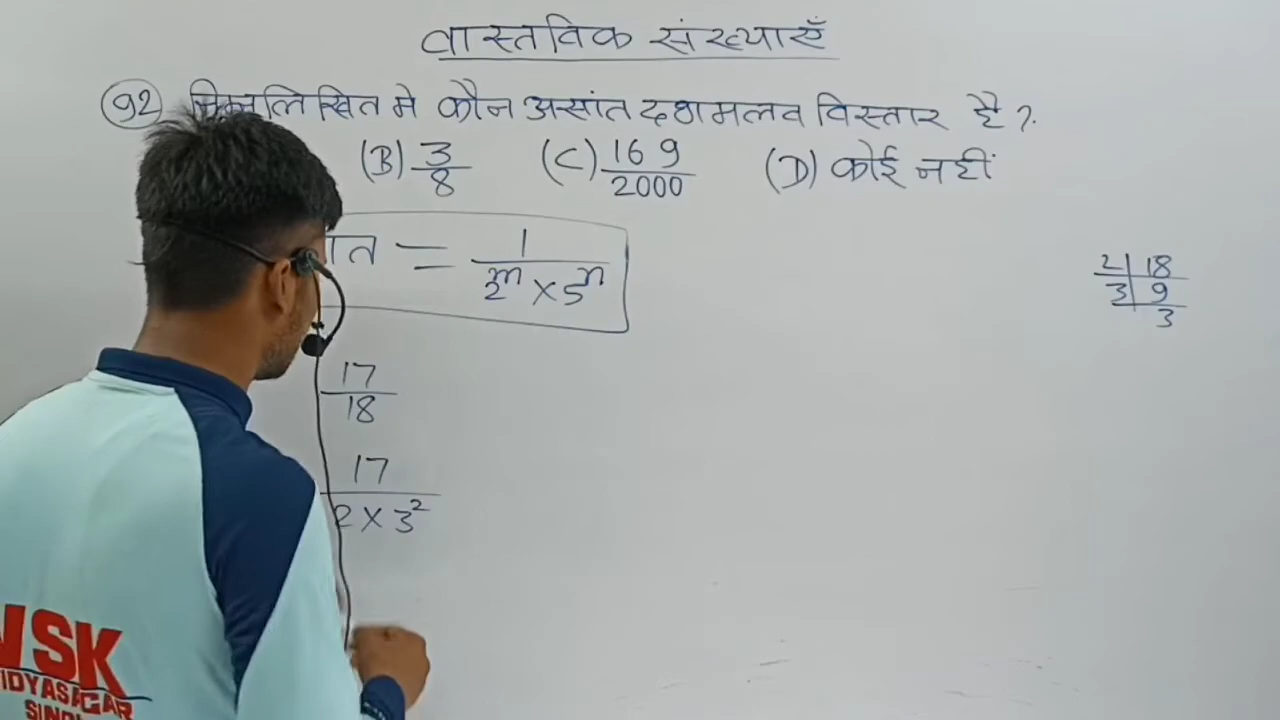 वास्तविक संख्याएँ
92 निम्नलिखित मे कौन असांत दशमलव विस्तार है ?
(B) 3/8 (C) 169/2000 (D) कोई नहीं
ात = 1/2^m × 5^n
17/18
17/2 × 3^2
2 | 18
3 | 9
3
VSK
VIDYASAGAR